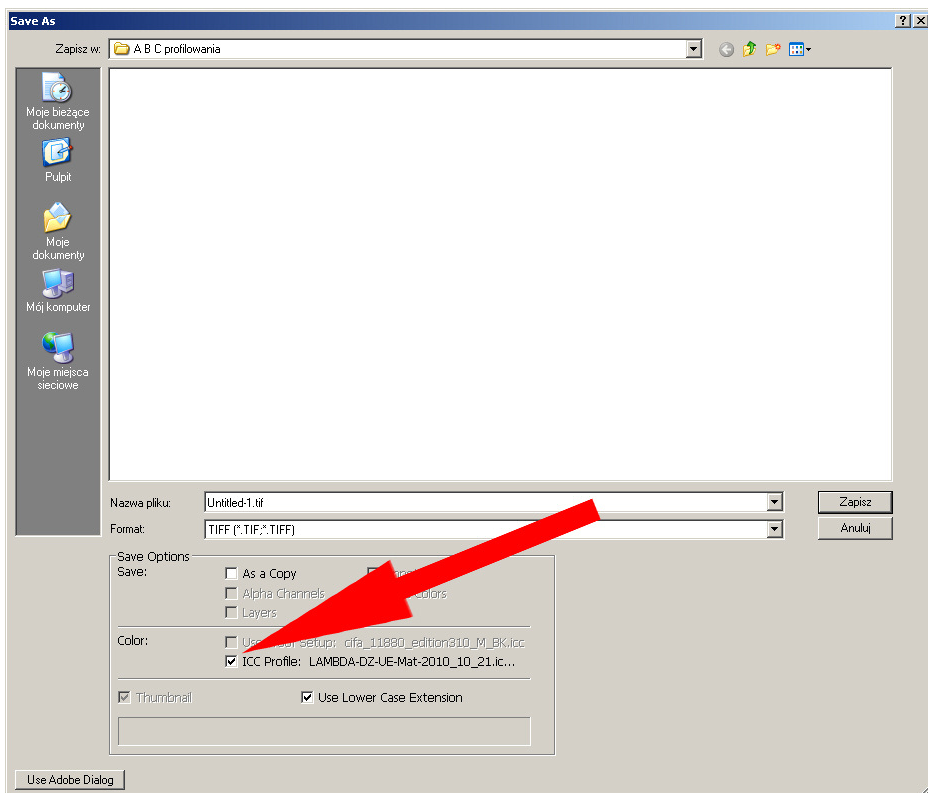 Save As
Zapisz w:
A B C profilowania
Moje bieżące
dokumenty
Pulpit
Moje
dokumenty
Mój komputer
Moje miejsca
sieciowe
Nazwa pliku:
Untitled-1.tif
Zapisz
Format:
TIFF (*.TIF;*.TIFF)
Anuluj
Save Options
Save:
As a Copy
Alpha Channels
Colors
Layers
Color:
Use Setup: cifa_11880_edition310_M_BK.icc
ICC Profile: LAMBDA-DZ-UE-Mat-2010_10_21.ic...
Thumbnail
Use Lower Case Extension
Use Adobe Dialog